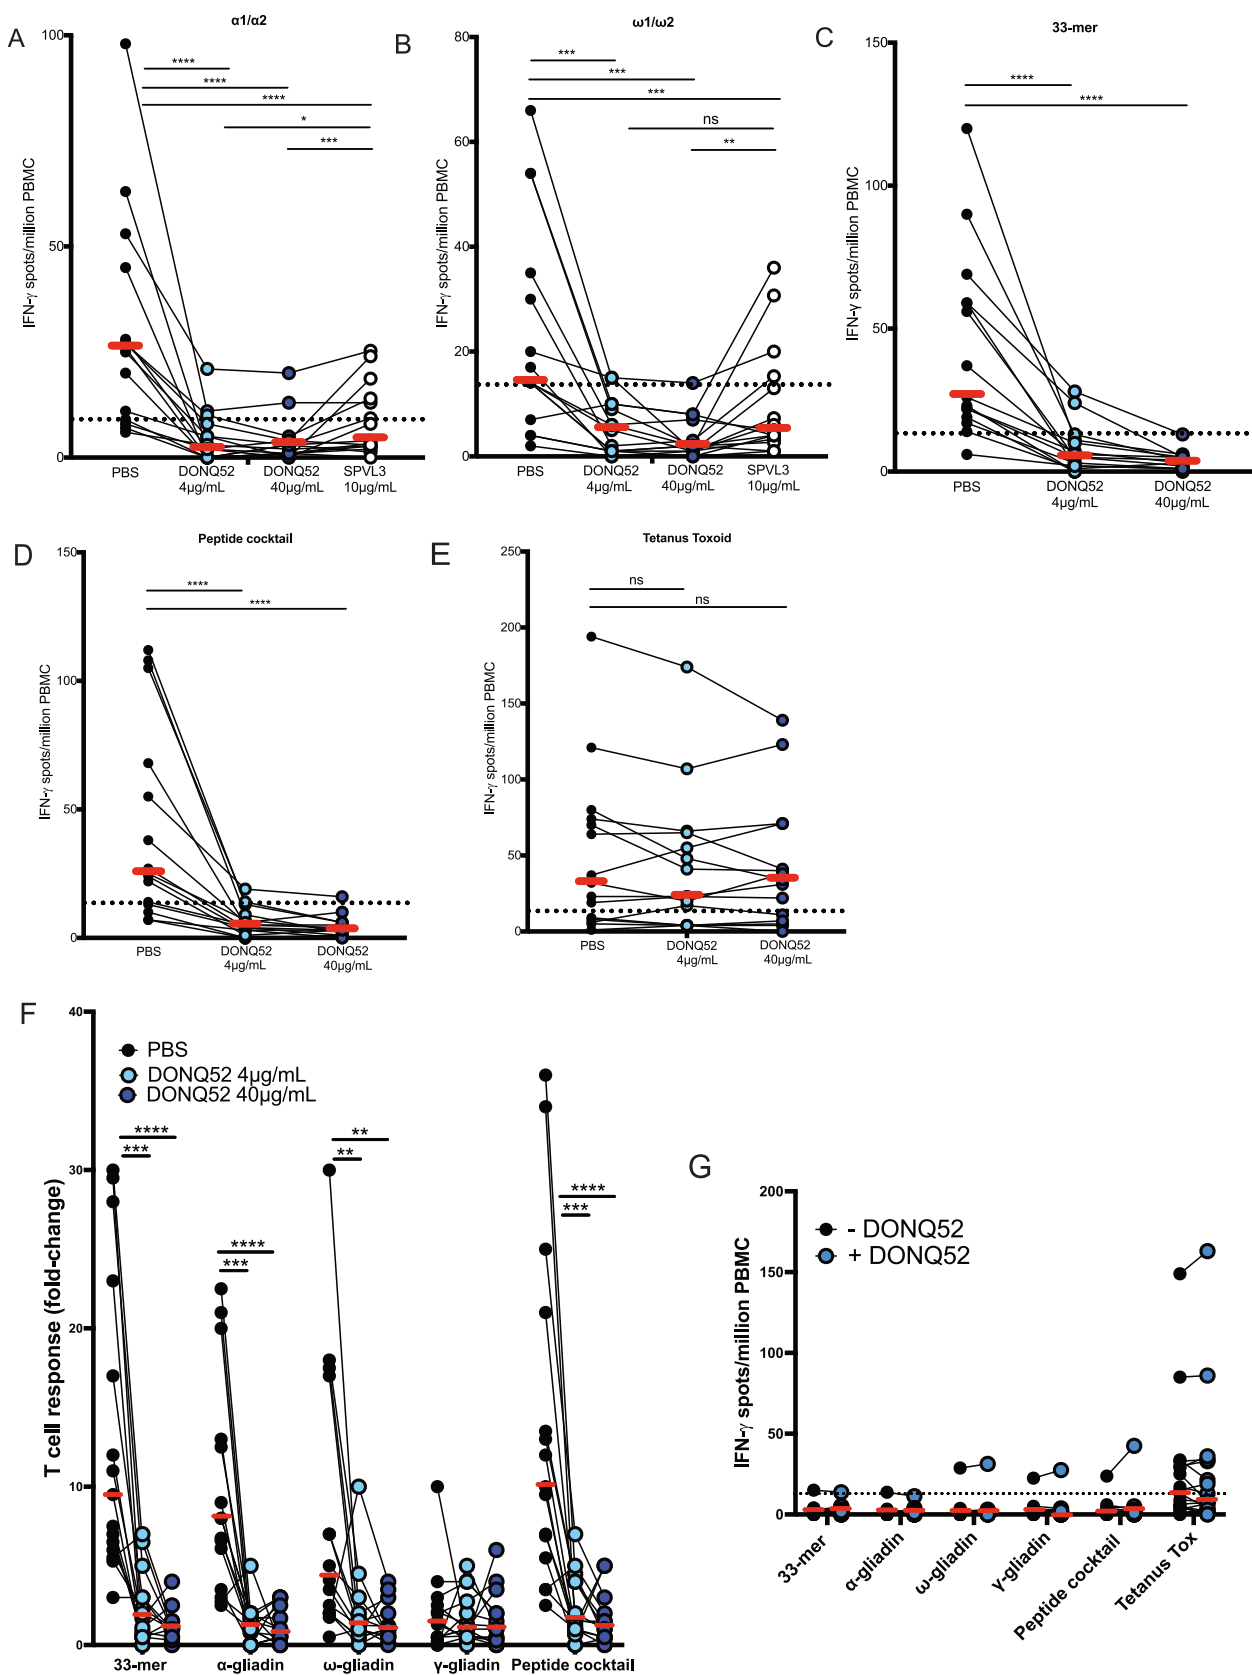 A
α1/α2
100
50
0
IFN-γ spots/million PBMC
****
****
****
*
***
PBS
DONQ52
4µg/mL
DONQ52
40µg/mL
SPVL3
10µg/mL
B
ω1/ω2
80
60
40
20
0
IFN-γ spots/million PBMC
***
***
***
ns
**
PBS
DONQ52
4µg/mL
DONQ52
40µg/mL
SPVL3
10µg/mL
C
33-mer
150
100
50
0
IFN-γ spots/million PBMC
****
****
PBS
DONQ52
4µg/mL
DONQ52
40µg/mL
D
Peptide cocktail
150
100
50
0
IFN-γ spots/million PBMC
****
****
PBS
DONQ52
4µg/mL
DONQ52
40µg/mL
E
Tetanus Toxoid
250
200
150
100
50
0
IFN-γ spots/million PBMC
ns
ns
PBS
DONQ52
4µg/mL
DONQ52
40µg/mL
F
40
30
20
10
0
T cell response (fold-change)
PBS
DONQ52 4µg/mL
DONQ52 40µg/mL
****
***
****
***
**
**
****
***
33-mer
α-gliadin
ω-gliadin
γ-gliadin
Peptide cocktail
G
200
150
100
50
0
IFN-γ spots/million PBMC
- DONQ52
+ DONQ52
33-mer
α-gliadin
ω-gliadin
γ-gliadin
Peptide cocktail
Tetanus Tox